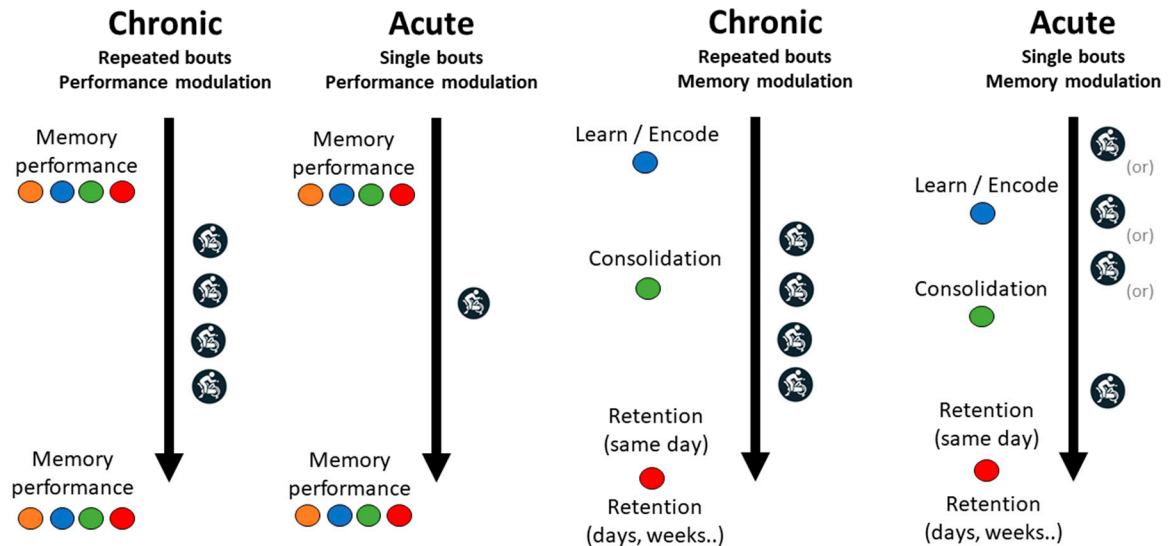 Chronic
Repeated bouts
Performance modulation
Memory
performance
Memory
performance
Acute
Single bouts
Performance modulation
Memory
performance
Memory
performance
Chronic
Repeated bouts
Memory modulation
Learn / Encode
Consolidation
Retention
(same day)
Retention
(days, weeks..)
Acute
Single bouts
Memory modulation
(or)
Learn / Encode
(or)
(or)
Consolidation
Retention
(same day)
Retention
(days, weeks..)